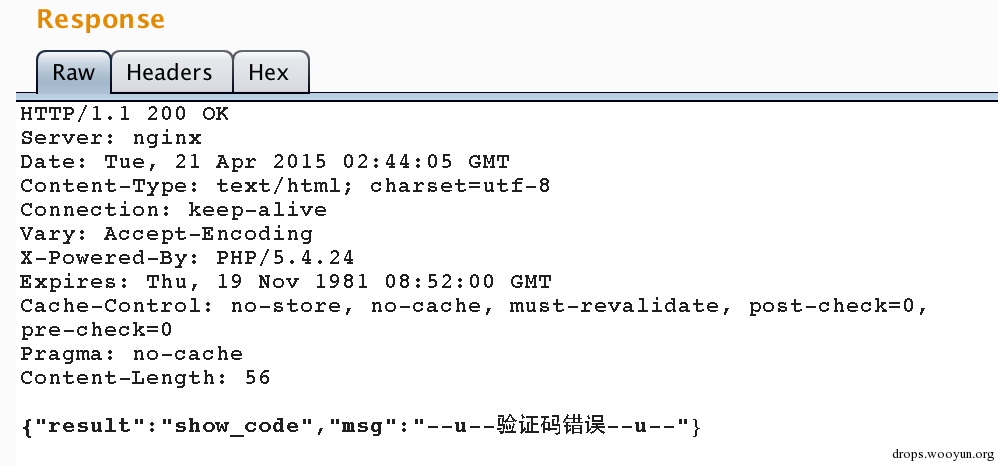 Response
Raw Headers Hex
HTTP/1.1 200 OK
Server: nginx
Date: Tue, 21 Apr 2015 02:44:05 GMT
Content-Type: text/html; charset=utf-8
Connection: keep-alive
Vary: Accept-Encoding
X-Powered-By: PHP/5.4.24
Expires: Thu, 19 Nov 1981 08:52:00 GMT
Cache-Control: no-store, no-cache, must-revalidate, post-check=0,
pre-check=0
Pragma: no-cache
Content-Length: 56
{"result":"show_code","msg":"--u--验证码错误--u--"}
drops.wooyun.org